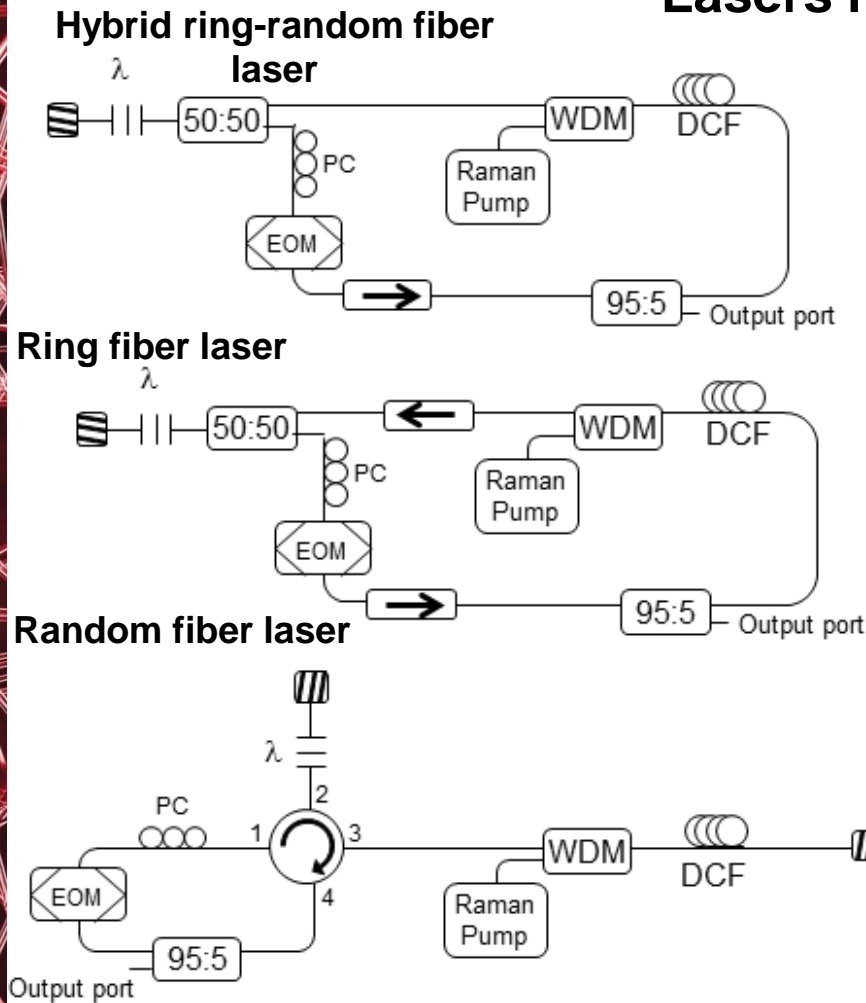 Lasers
Hybrid ring-random fiber
laser
λ
50:50
WDM
DCF
PC
Raman
Pump
EOM
95:5
Output port
Ring fiber laser
λ
50:50
WDM
DCF
PC
Raman
Pump
EOM
95:5
Output port
Random fiber laser
λ
2
PC
1
3
WDM
DCF
EOM
4
Raman
Pump
95:5
Output port